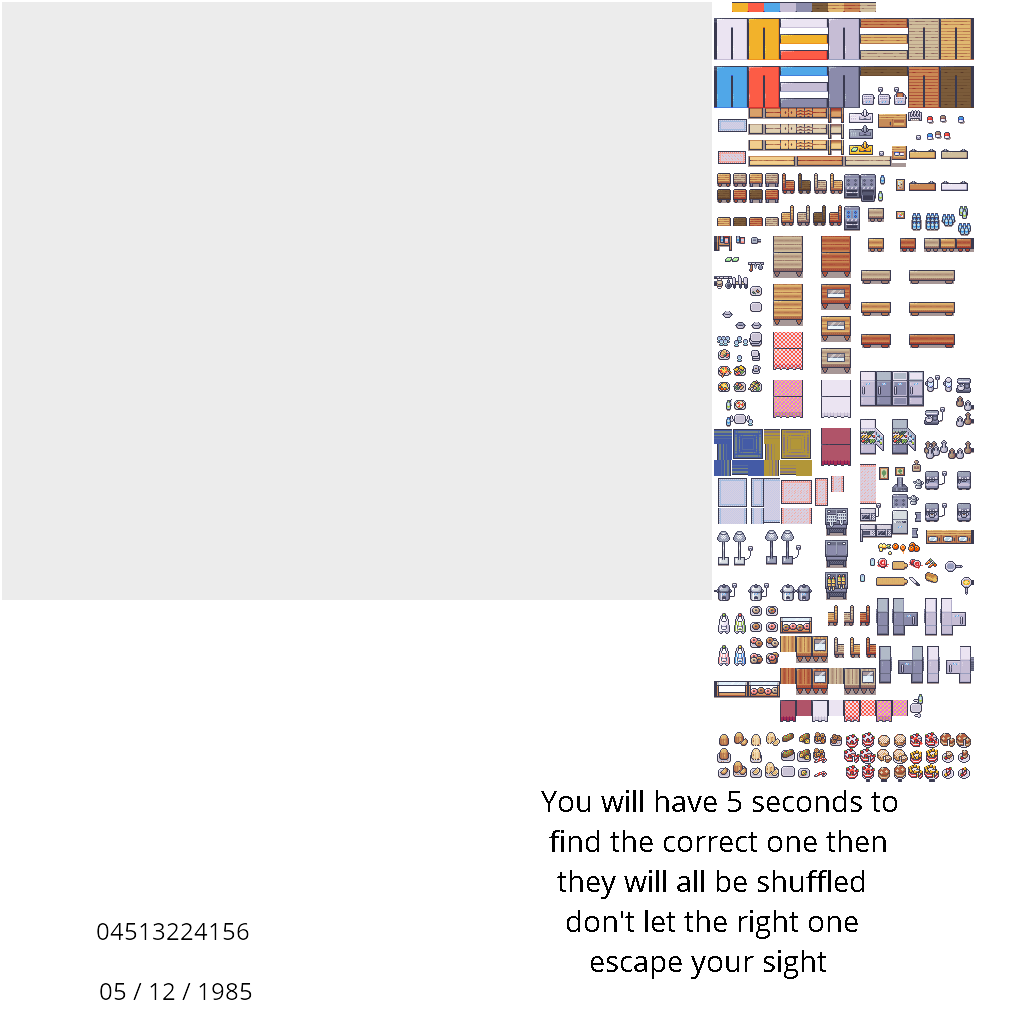 You will have 5 seconds to
find the correct one then
they will all be shuffled
don't let the right one
escape your sight
04513224156
05 / 12 / 1985